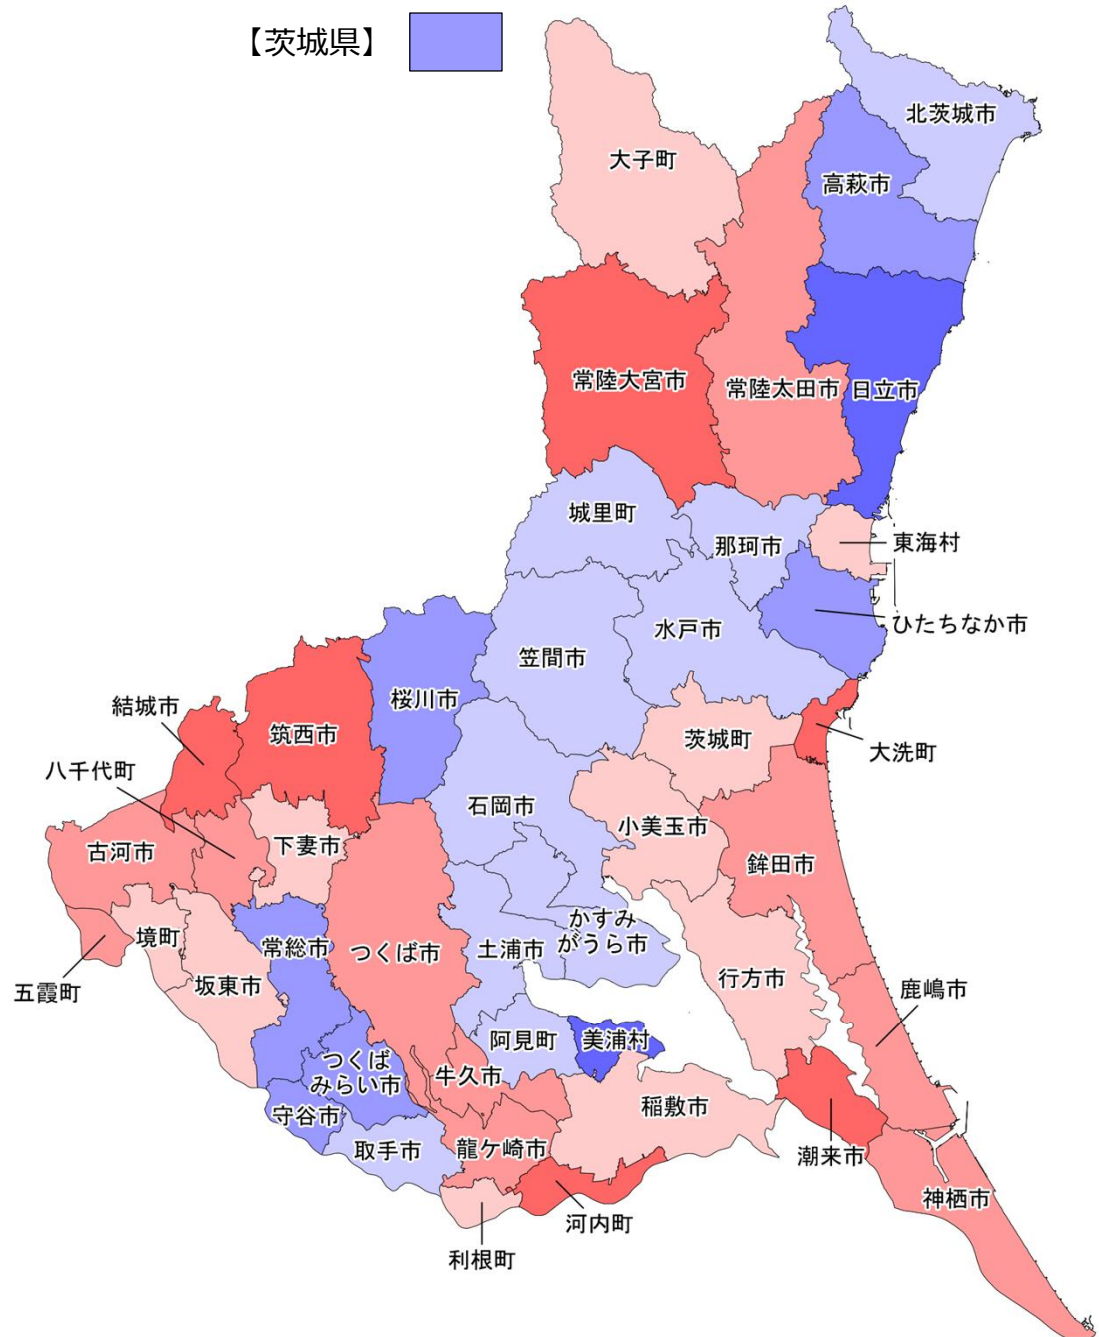 【茨城県】
北茨城市
大子町
高萩市
常陸大宮市
常陸太田市
日立市
城里町
那珂市
東海村
ひたちなか市
水戸市
笠間市
桜川市
結城市
筑西市
茨城町
大洗町
八千代町
石岡市
小美玉市
下妻市
古河市
鉾田市
かすみ
がうら市
境町
常総市
つくば市
土浦市
五霞町
坂東市
行方市
鹿嶋市
阿見町
美浦村
つくば
みらい市
牛久市
稲敷市
守谷市
取手市
龍ケ崎市
潮来市
神栖市
河内町
利根町